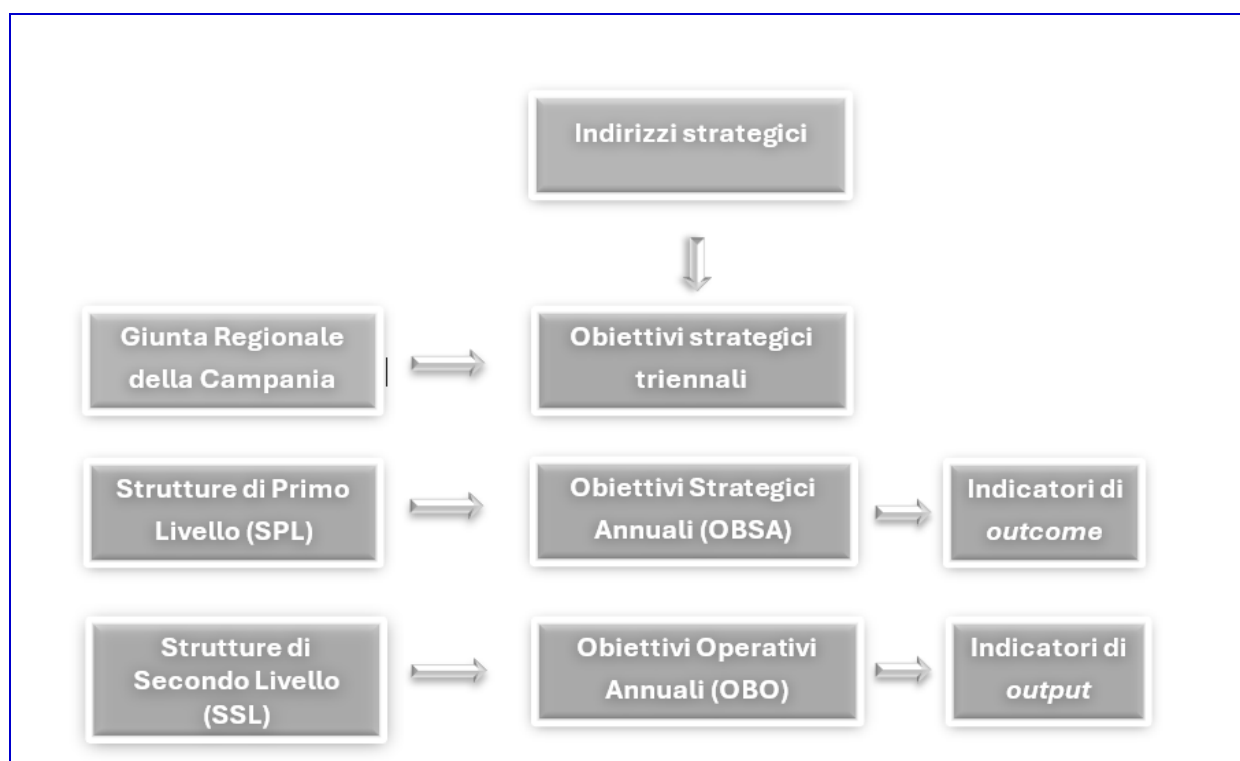 Indirizzi strategici
Giunta Regionale
della Campania
Obiettivi strategici
triennali
Strutture di Primo
Livello (SPL)
Obiettivi Strategici
Annuali (OBSA)
Indicatori di
outcome
Strutture di
Secondo Livello
(SSL)
Obiettivi Operativi
Annuali (OBO)
Indicatori di
output